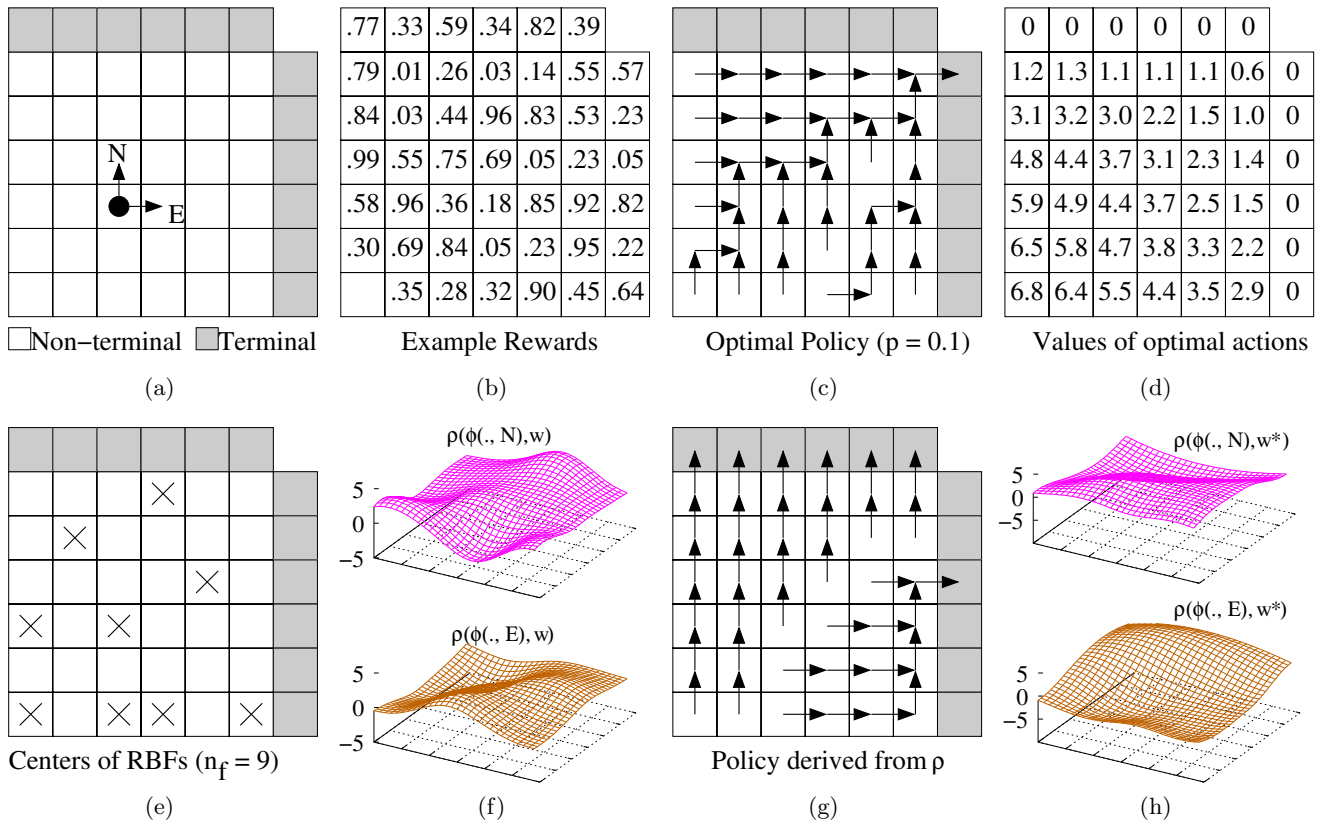 N
E
Non-terminal Terminal
(a)
.77 .33 .59 .34 .82 .39
.79 .01 .26 .03 .14 .55 .57
.84 .03 .44 .96 .83 .53 .23
.99 .55 .75 .69 .05 .23 .05
.58 .96 .36 .18 .85 .92 .82
.30 .69 .84 .05 .23 .95 .22
.35 .28 .32 .90 .45 .64
Example Rewards
(b)
Optimal Policy (p = 0.1)
(c)
0 0 0 0 0 0
1.2 1.3 1.1 1.1 1.1 0.6 0
3.1 3.2 3.0 2.2 1.5 1.0 0
4.8 4.4 3.7 3.1 2.3 1.4 0
5.9 4.9 4.4 3.7 2.5 1.5 0
6.5 5.8 4.7 3.8 3.3 2.2 0
6.8 6.4 5.5 4.4 3.5 2.9 0
Values of optimal actions
(d)
Centers of RBFs (n_f = 9)
(e)
ρ(ϕ(., N),w)
5
0
−5
ρ(ϕ(., E), w)
5
0
−5
(f)
Policy derived from ρ
(g)
ρ(ϕ(., N),w*)
5
0
−5
ρ(ϕ(., E), w*)
5
0
−5
(h)